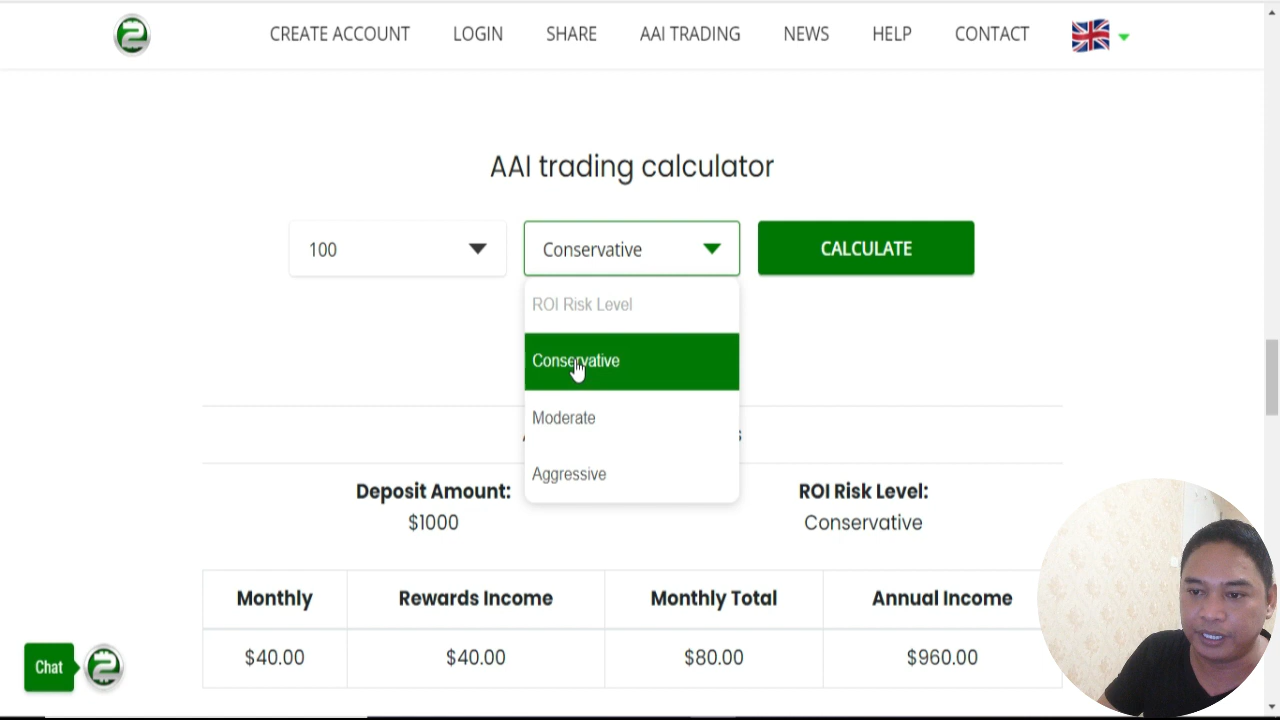 CREATE ACCOUNT LOGIN SHARE AAI TRADING NEWS HELP CONTACT
AAI trading calculator
100 Conservative CALCULATE
ROI Risk Level
Conservative
Moderate
Aggressive
Deposit Amount: ROI Risk Level:
$1000 Conservative
Monthly Rewards Income Monthly Total Annual Income
$40.00 $40.00 $80.00 $960.00
Chat